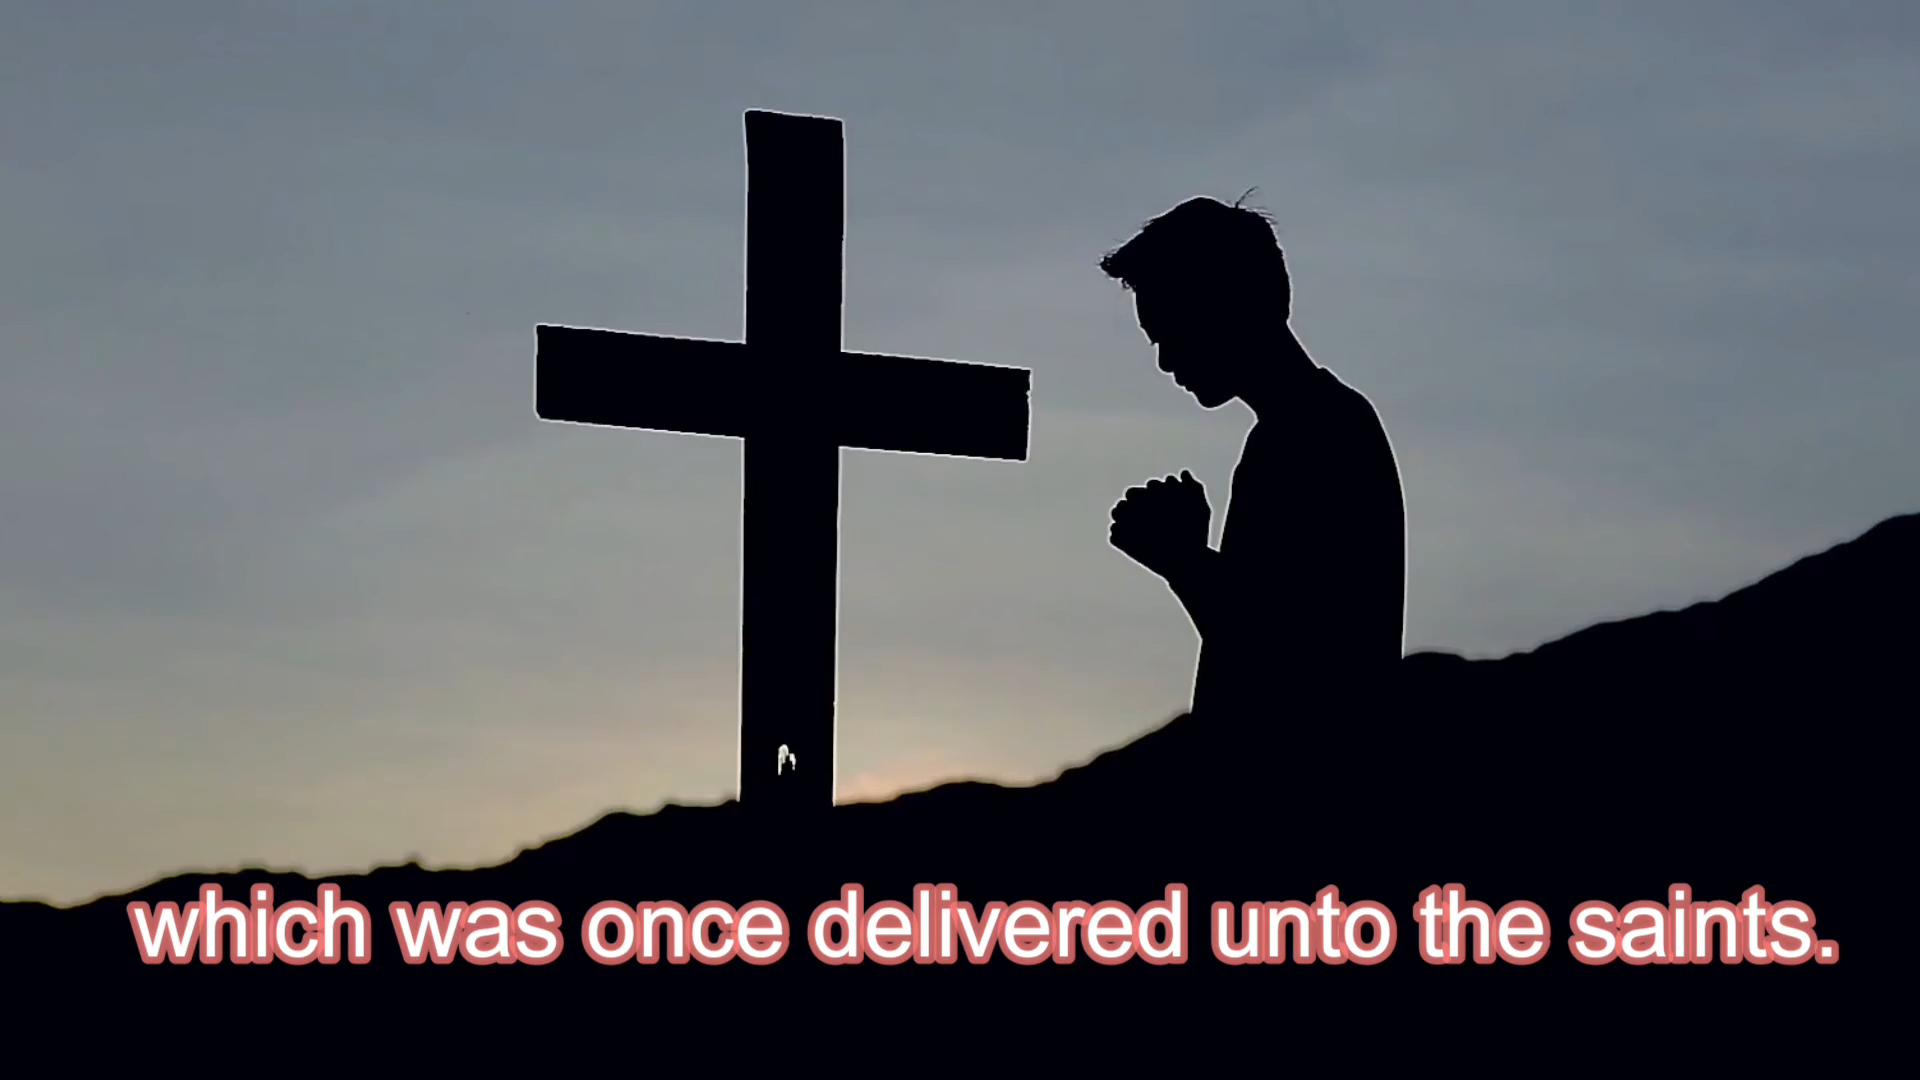 which was once delivered unto the saints.